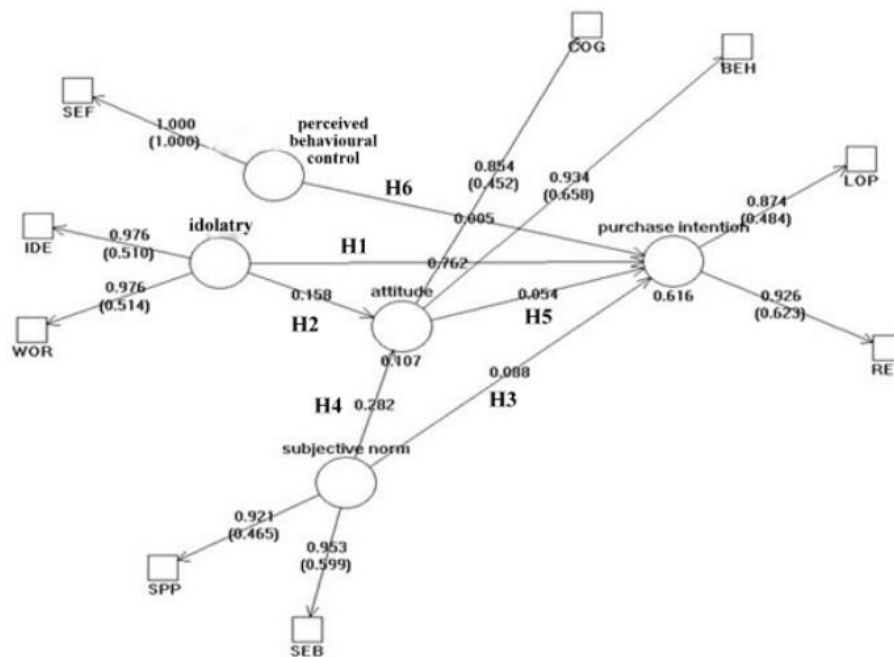 COG
BEH
SEF
1.000
(1.000)
perceived
behavioural
control
0.854
(0.452)
0.934
(0.658)
LOP
H6
0.874
(0.484)
0.005
purchase intention
idolatry
IDE
0.976
(0.510)
H1
0.762
0.976
(0.514)
0.158
attitude
0.054
H5
0.616
0.926
(0.623)
WOR
H2
0.107
RE
0.088
H4
0.282
H3
subjective norm
0.921
(0.465)
0.953
(0.599)
SPP
SEB